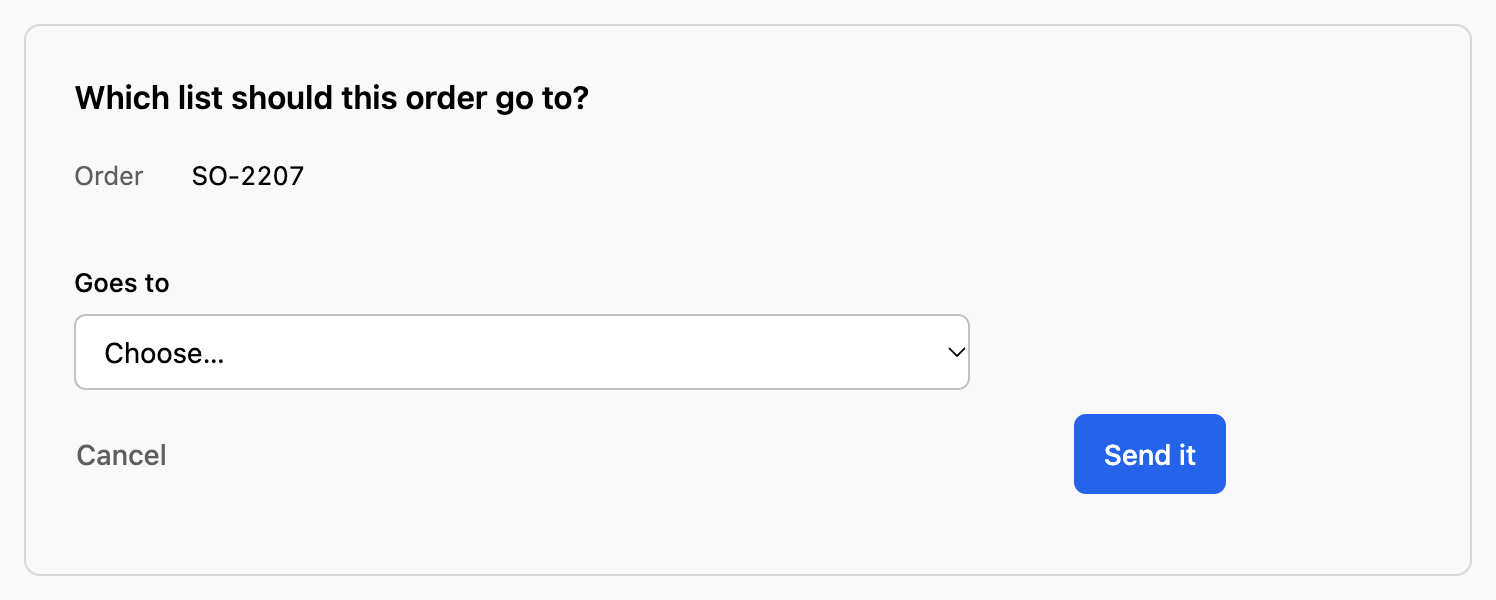 Which list should this order go to?
Order SO-2207
Goes to
Choose...
Cancel Send it